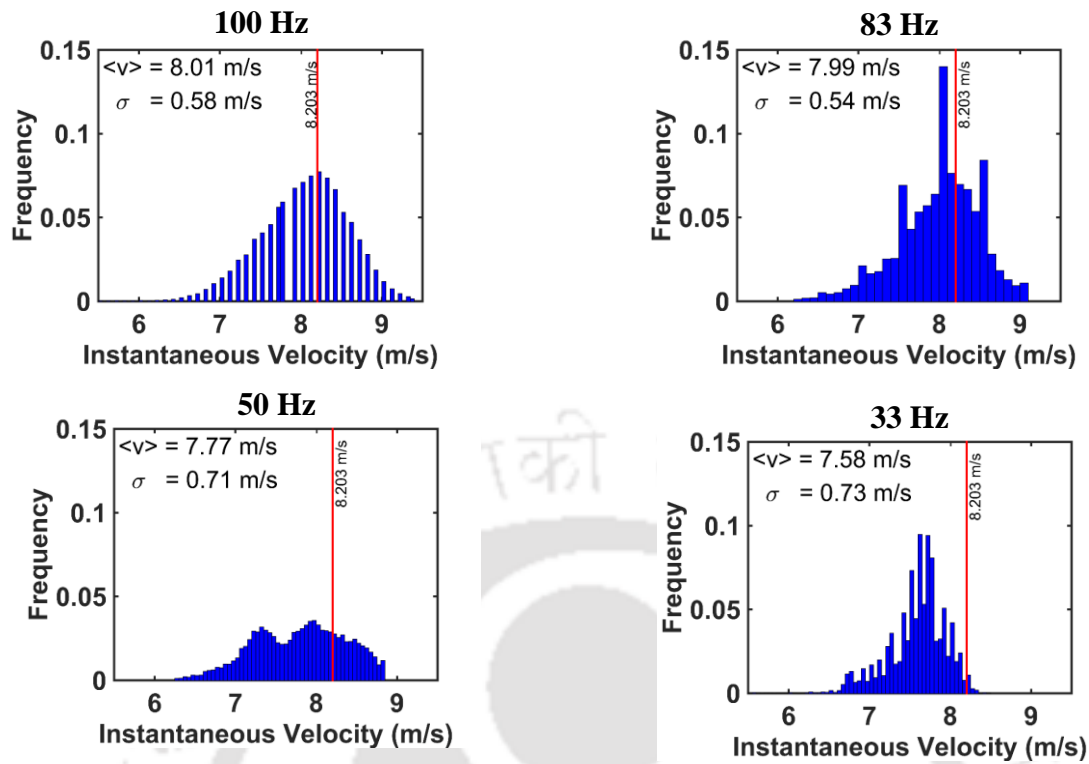 100 Hz
0.15
0.1
0.05
0
Frequency
<v> = 8.01 m/s
σ = 0.58 m/s
8.203 m/s
6 7 8 9
Instantaneous Velocity (m/s)
83 Hz
0.15
0.1
0.05
0
Frequency
<v> = 7.99 m/s
σ = 0.54 m/s
8.203 m/s
6 7 8 9
Instantaneous Velocity (m/s)
50 Hz
0.15
0.1
0.05
0
Frequency
<v> = 7.77 m/s
σ = 0.71 m/s
8.203 m/s
6 7 8 9
Instantaneous Velocity (m/s)
33 Hz
0.15
0.1
0.05
0
Frequency
<v> = 7.58 m/s
σ = 0.73 m/s
8.203 m/s
6 7 8 9
Instantaneous Velocity (m/s)